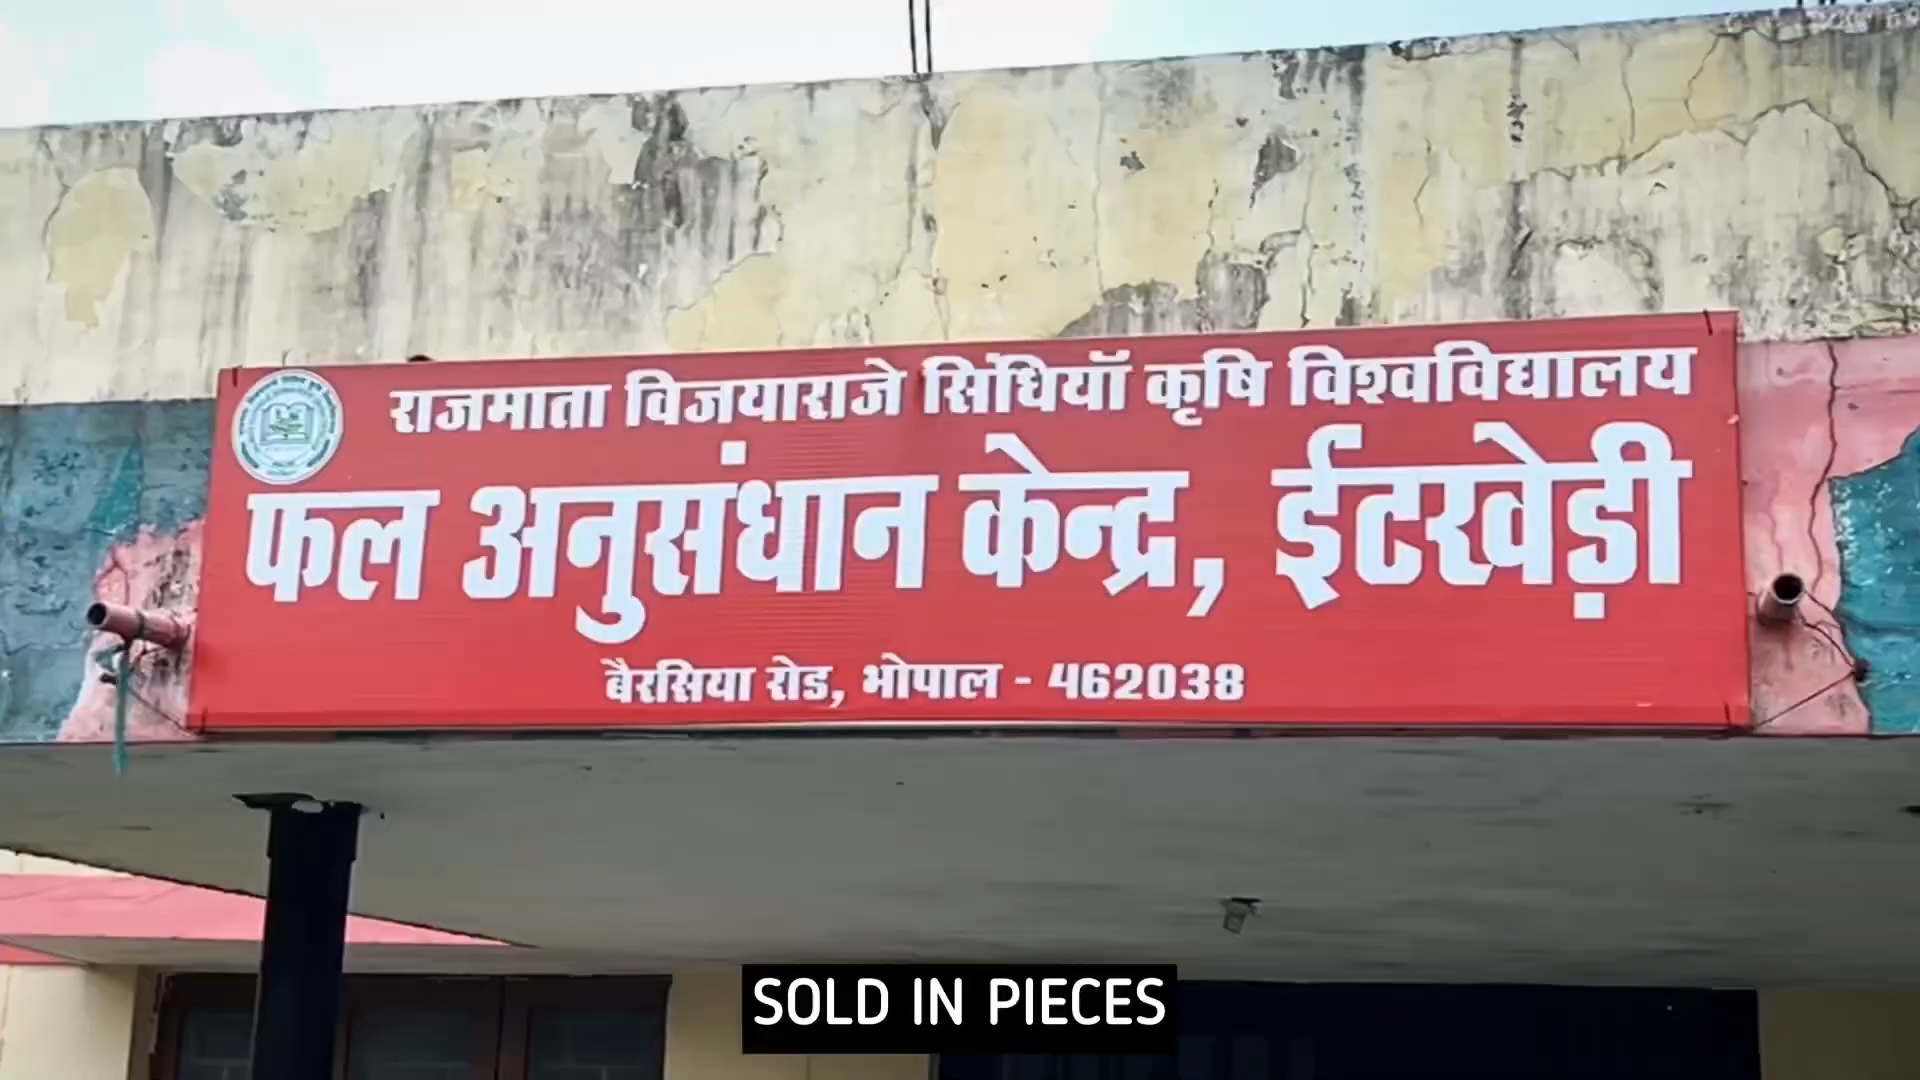 राजमाता विजयाराजे सिंधियॉ कृषि विश्वविद्यालय
फल अनुसंधान केन्द्र, ईटखेड़ी
बैरसिया रोड, भोपाल - 462038
SOLD IN PIECES